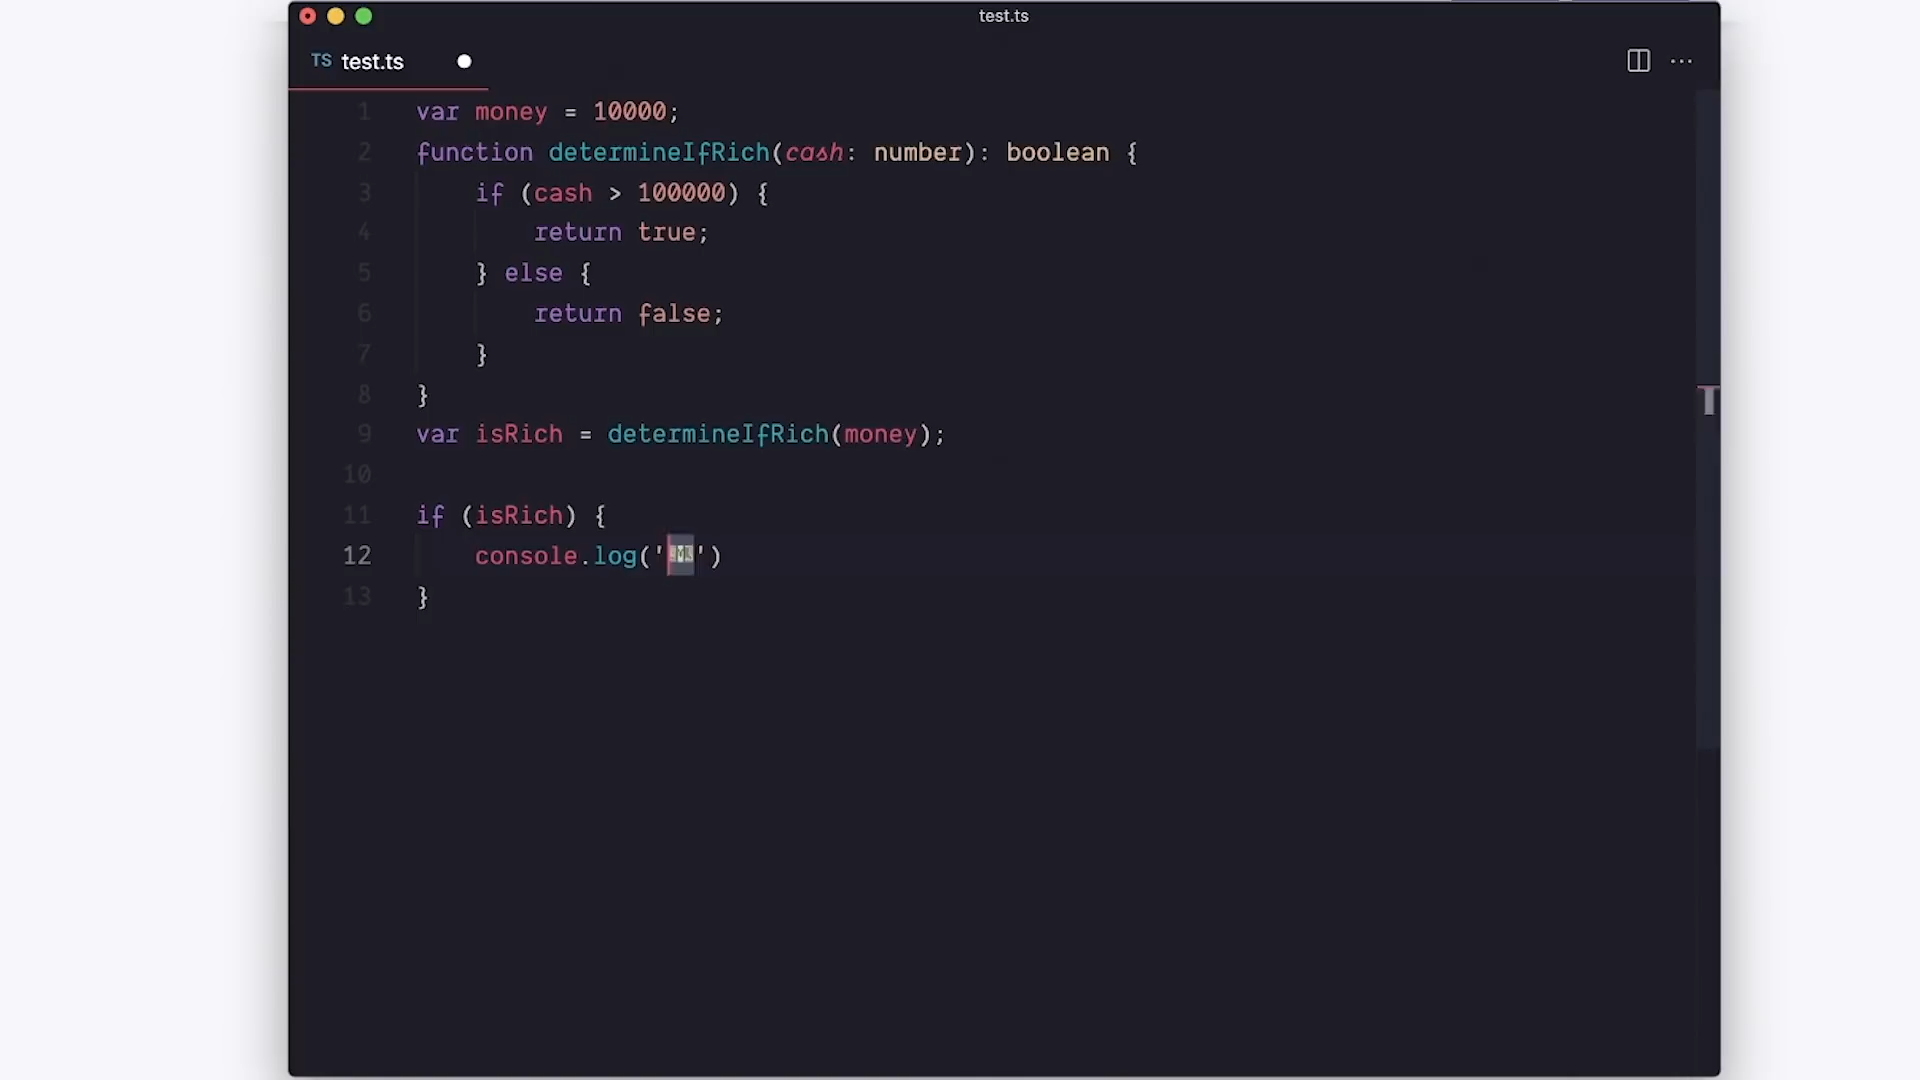 test.ts
TS test.ts
1 var money = 10000;
2 function determineIfRich(cash: number): boolean {
3 if (cash > 100000) {
4 return true;
5 } else {
6 return false;
7 }
8 }
9 var isRich = determineIfRich(money);
10
11 if (isRich) {
12 console.log('')
13 }